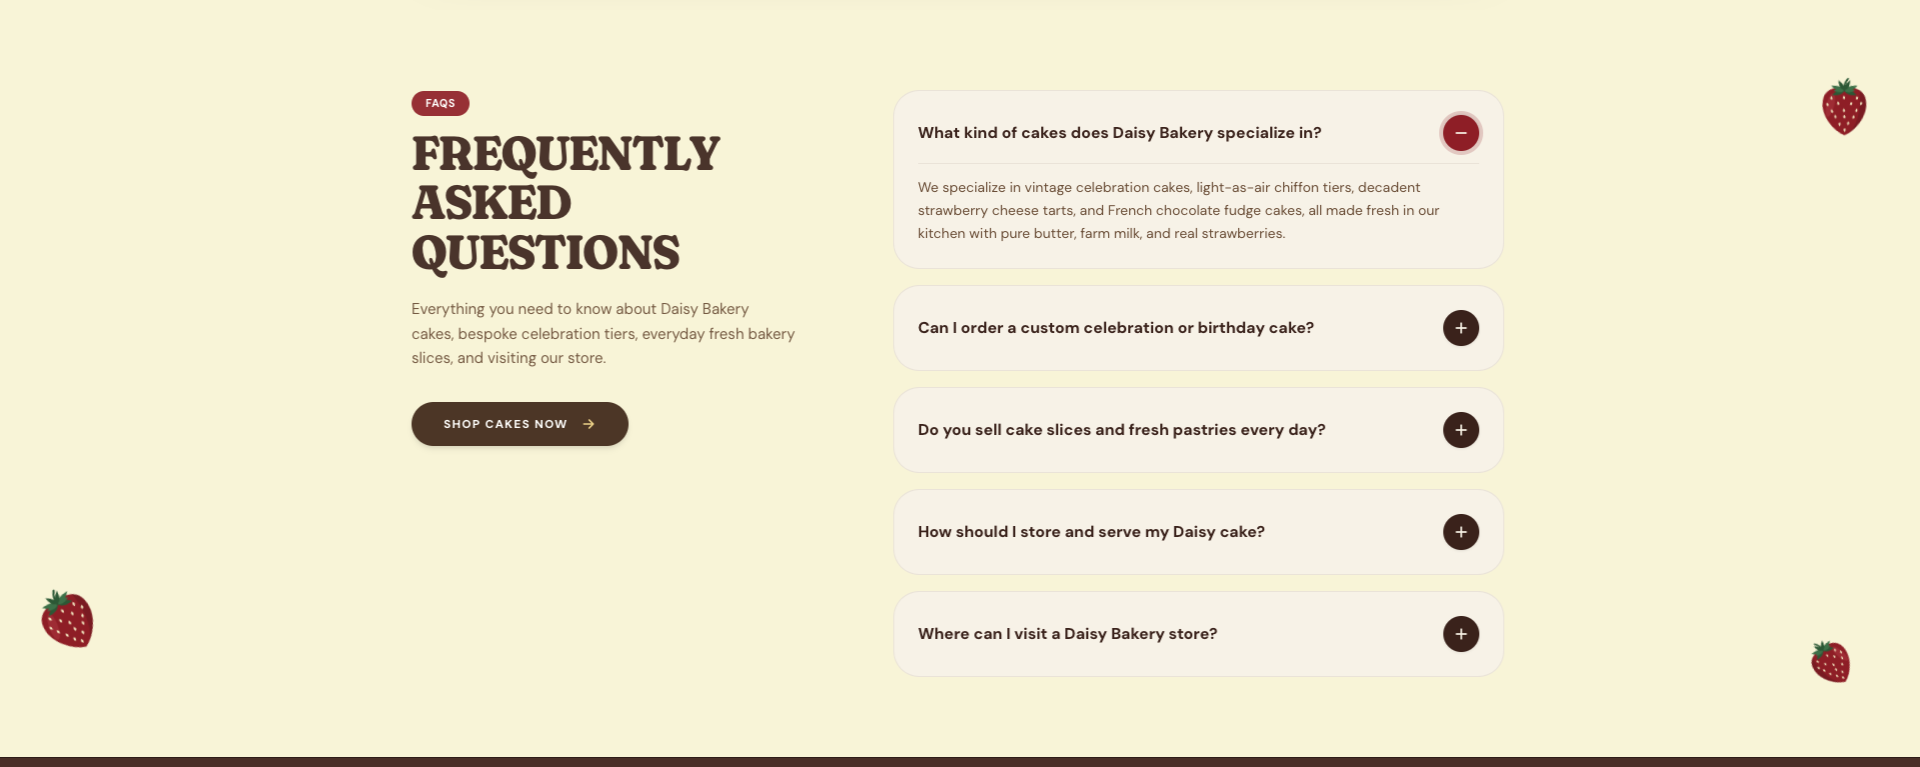 FAQS
FREQUENTLY
ASKED
QUESTIONS
Everything you need to know about Daisy Bakery
cakes, bespoke celebration tiers, everyday fresh bakery
slices, and visiting our store.
SHOP CAKES NOW →
What kind of cakes does Daisy Bakery specialize in?
We specialize in vintage celebration cakes, light-as-air chiffon tiers, decadent
strawberry cheese tarts, and French chocolate fudge cakes, all made fresh in our
kitchen with pure butter, farm milk, and real strawberries.
Can I order a custom celebration or birthday cake?
Do you sell cake slices and fresh pastries every day?
How should I store and serve my Daisy cake?
Where can I visit a Daisy Bakery store?